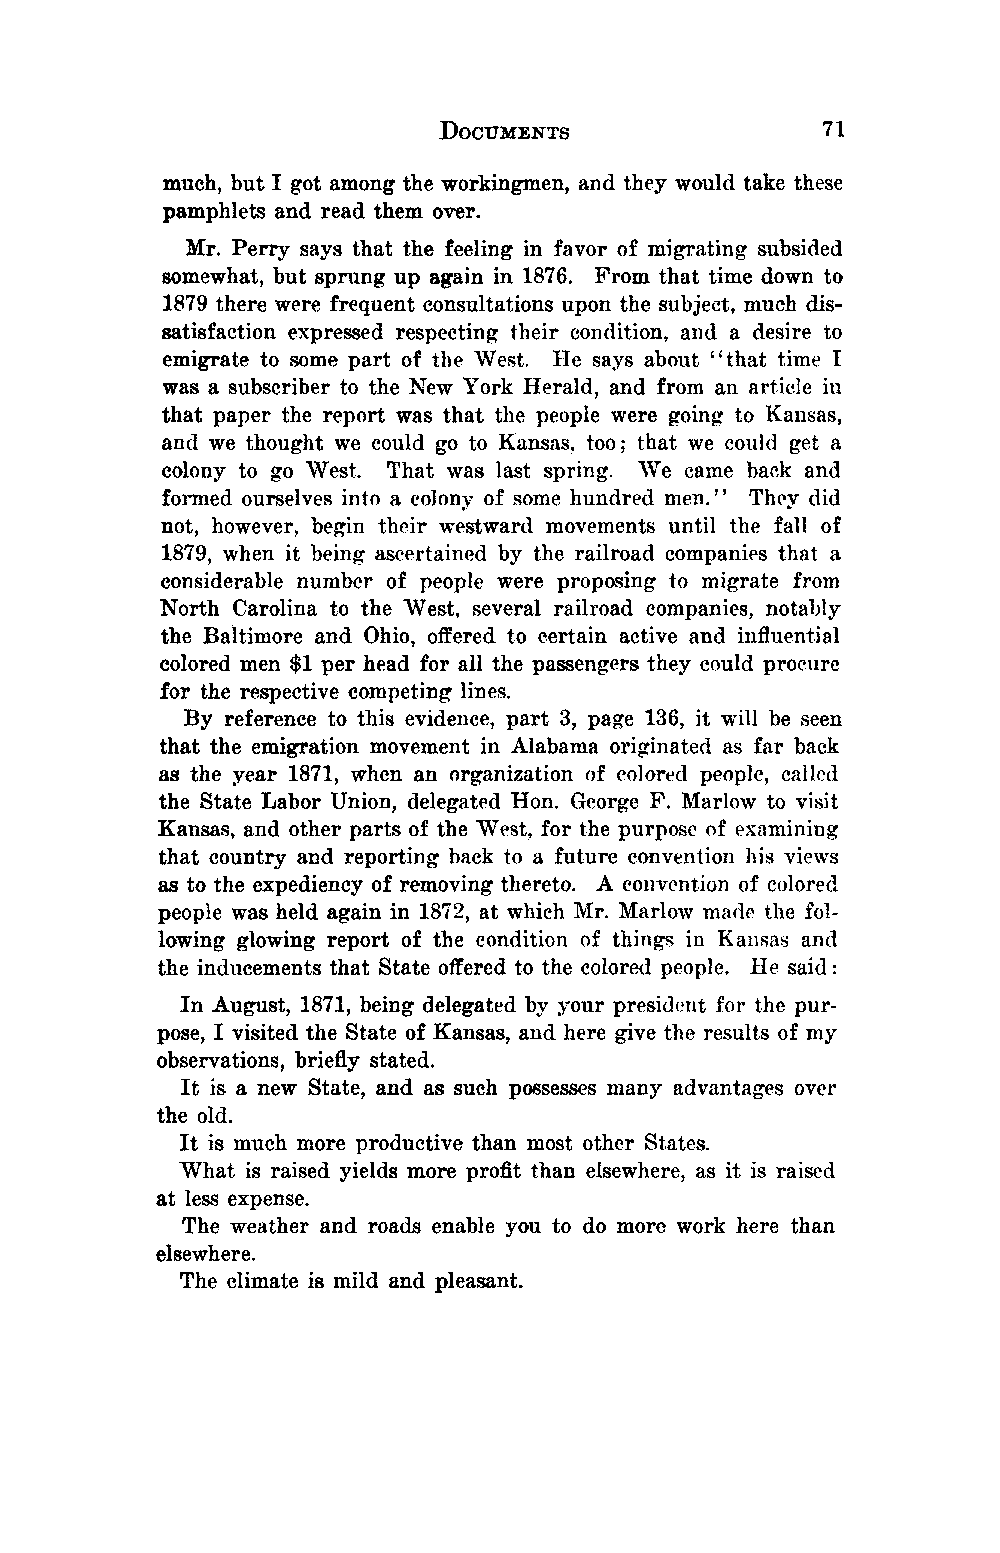 DOCUMENTS 71
much, but I got among the workingmen, and they would take these
pamphlets and read them over.
Mr. Perry says that the feeling in favor of migrating subsided
somewhat, but sprung up again in 1876. From that time down to
1879 there were frequent consultations upon the subject, much dis-
satisfaction expressed respecting their condition, and a desire to
emigrate to some part of the West. He says about “that time I
was a subscriber to the New York Herald, and from an article in
that paper the report was that the people were going to Kansas,
and we thought we could go to Kansas, too; that we could get a
colony to go West. That was last spring. We came back and
formed ourselves into a colony of some hundred men.” They did
not, however, begin their westward movements until the fall of
1879, when it being ascertained by the railroad companies that a
considerable number of people were proposing to migrate from
North Carolina to the West, several railroad companies, notably
the Baltimore and Ohio, offered to certain active and influential
colored men $1 per head for all the passengers they could procure
for the respective competing lines.
By reference to this evidence, part 3, page 136, it will be seen
that the emigration movement in Alabama originated as far back
as the year 1871, when an organization of colored people, called
the State Labor Union, delegated Hon. George F. Marlow to visit
Kansas, and other parts of the West, for the purpose of examining
that country and reporting back to a future convention his views
as to the expediency of removing thereto. A convention of colored
people was held again in 1872, at which Mr. Marlow made the fol-
lowing glowing report of the condition of things in Kansas and
the inducements that State offered to the colored people. He said:
In August, 1871, being delegated by your president for the pur-
pose, I visited the State of Kansas, and here give the results of my
observations, briefly stated.
It is a new State, and as such possesses many advantages over
the old.
It is much more productive than most other States.
What is raised yields more profit than elsewhere, as it is raised
at less expense.
The weather and roads enable you to do more work here than
elsewhere.
The climate is mild and pleasant.